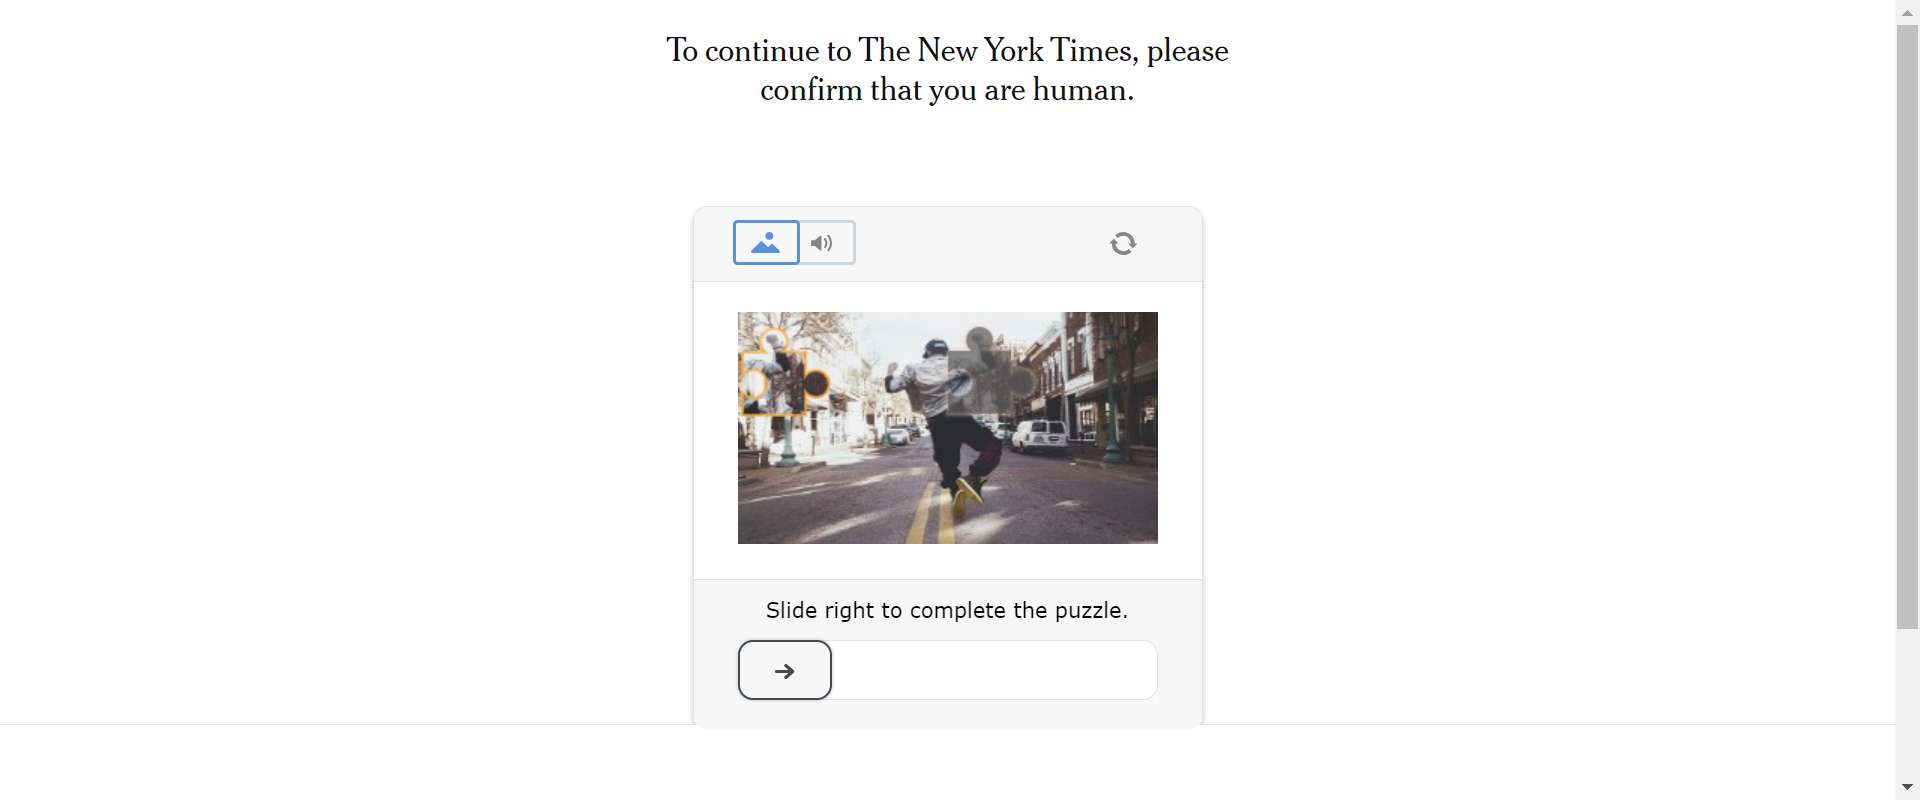 To continue to The New York Times, please
confirm that you are human.
Slide right to complete the puzzle.